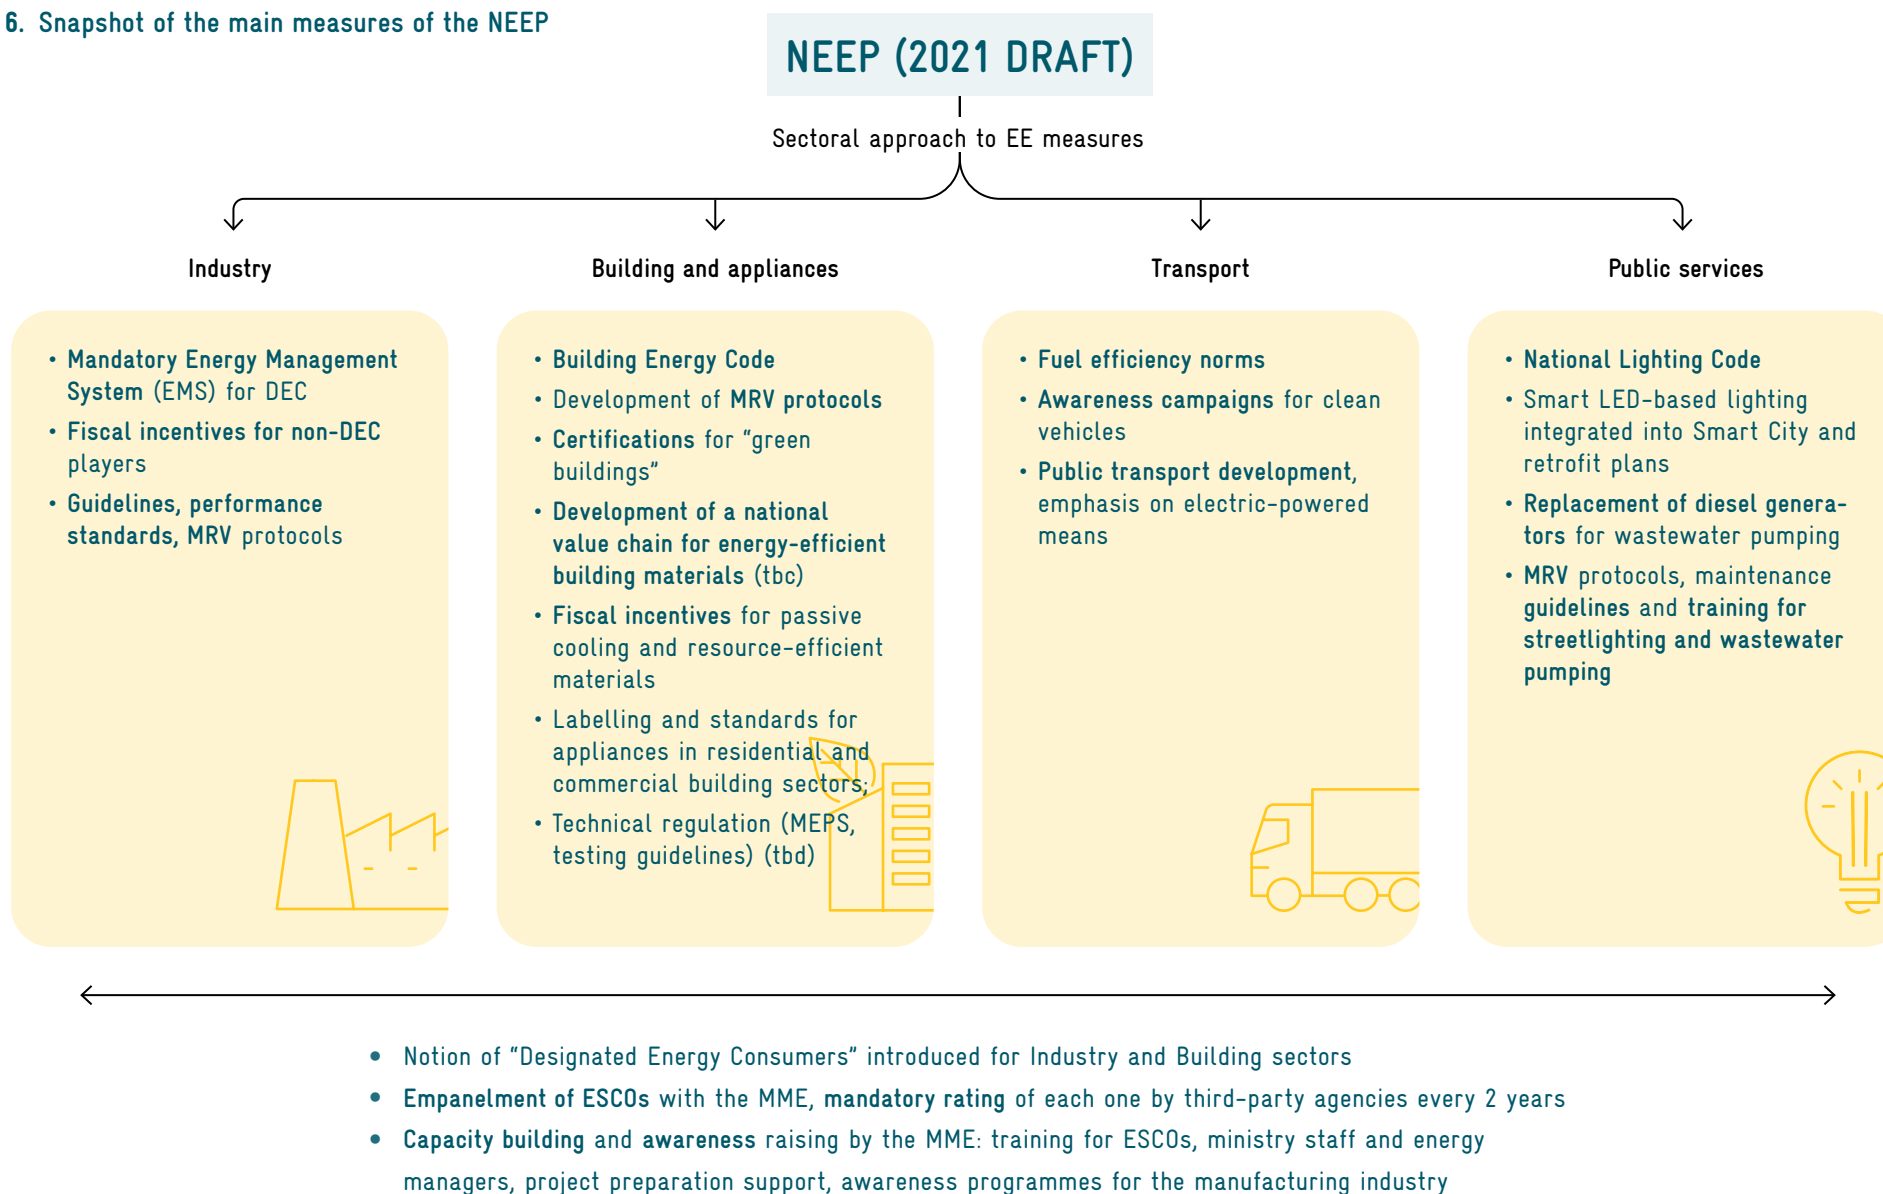 6. Snapshot of the main measures of the NEEP
NEEP (2021 DRAFT)
Sectoral approach to EE measures
Industry
• Mandatory Energy Management
System (EMS) for DEC
• Fiscal incentives for non-DEC
players
• Guidelines, performance
standards, MRV protocols
Building and appliances
• Building Energy Code
• Development of MRV protocols
• Certifications for “green
buildings”
• Development of a national
value chain for energy-efficient
building materials (tbc)
• Fiscal incentives for passive
cooling and resource-efficient
materials
• Labelling and standards for
appliances in residential and
commercial building sectors;
• Technical regulation (MEPS,
testing guidelines) (tbd)
Transport
• Fuel efficiency norms
• Awareness campaigns for clean
vehicles
• Public transport development,
emphasis on electric-powered
means
Public services
• National Lighting Code
• Smart LED-based lighting
integrated into Smart City and
retrofit plans
• Replacement of diesel genera-
tors for wastewater pumping
• MRV protocols, maintenance
guidelines and training for
streetlighting and wastewater
pumping
• Notion of “Designated Energy Consumers” introduced for Industry and Building sectors
• Empanelment of ESCOs with the MME, mandatory rating of each one by third-party agencies every 2 years
• Capacity building and awareness raising by the MME: training for ESCOs, ministry staff and energy
managers, project preparation support, awareness programmes for the manufacturing industry